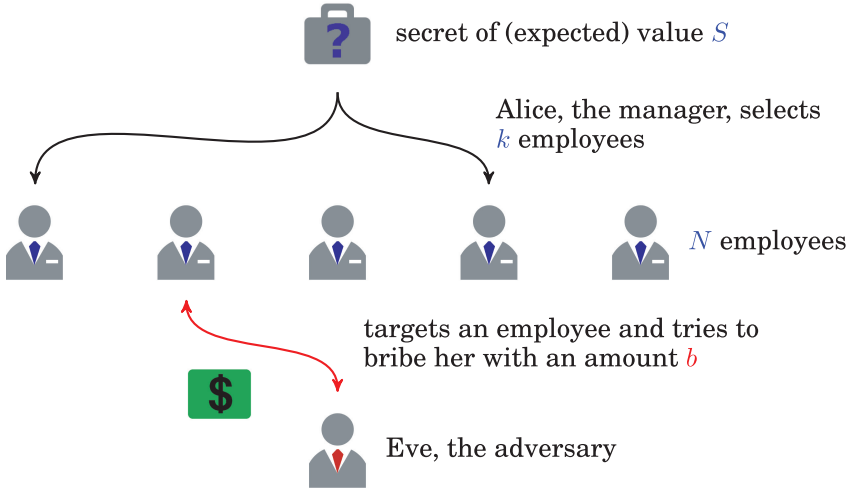 ?
secret of (expected) value S
Alice, the manager, selects
k employees
N employees
targets an employee and tries to
bribe her with an amount b
$
Eve, the adversary